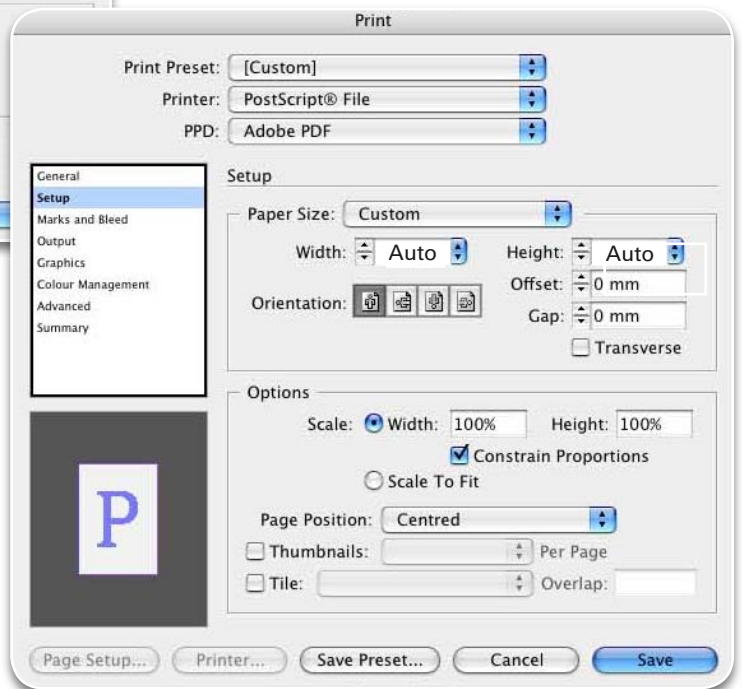 Print
Print Preset: [Custom]
Printer: PostScript® File
PPD: Adobe PDF
General
Setup
Marks and Bleed
Output
Graphics
Colour Management
Advanced
Summary
Setup
Paper Size: Custom
Width: Auto Height: Auto
Orientation: Offset: 0 mm
Gap: 0 mm
Transverse
Options
Scale: Width: 100% Height: 100%
Constrain Proportions
Scale To Fit
Page Position: Centred
Thumbnails: Per Page
Tile: Overlap:
P
Page Setup... Printer... Save Preset... Cancel Save